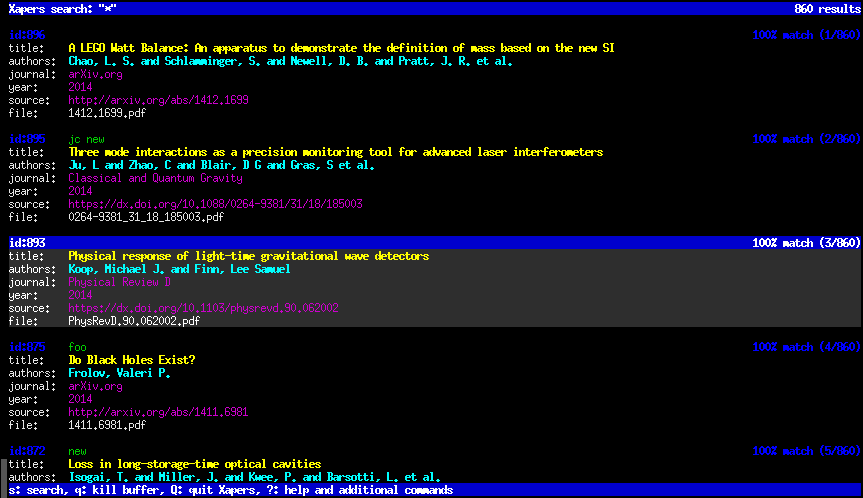 Xapers search: "*" 860 results
id:896 100% match (1/860)
title: A LEGO Watt Balance: An apparatus to demonstrate the definition of mass based on the new SI
authors: Chao, L. S. and Schlamminger, S. and Newell, D. B. and Pratt, J. R. et al.
journal: arXiv.org
year: 2014
source: http://arxiv.org/abs/1412.1699
file: 1412.1699.pdf
id:895 jc new 100% match (2/860)
title: Three mode interactions as a precision monitoring tool for advanced laser interferometers
authors: Ju, L and Zhao, C and Blair, D G and Gras, S et al.
journal: Classical and Quantum Gravity
year: 2014
source: https://dx.doi.org/10.1088/0264-9381/31/18/185003
file: 0264-9381_31_18_185003.pdf
id:893 100% match (3/860)
title: Physical response of light-time gravitational wave detectors
authors: Koop, Michael J. and Finn, Lee Samuel
journal: Physical Review D
year: 2014
source: https://dx.doi.org/10.1103/physrevd.90.062002
file: PhysRevD.90.062002.pdf
id:875 foo 100% match (4/860)
title: Do Black Holes Exist?
authors: Frolov, Valeri P.
journal: arXiv.org
year: 2014
source: http://arxiv.org/abs/1411.6981
file: 1411.6981.pdf
id:872 new 100% match (5/860)
title: Loss in long-storage-time optical cavities
authors: Isogai, T. and Miller, J. and Kwee, P. and Barsotti, L. et al.
s: search, q: kill buffer, Q: quit Xapers, ?: help and additional commands